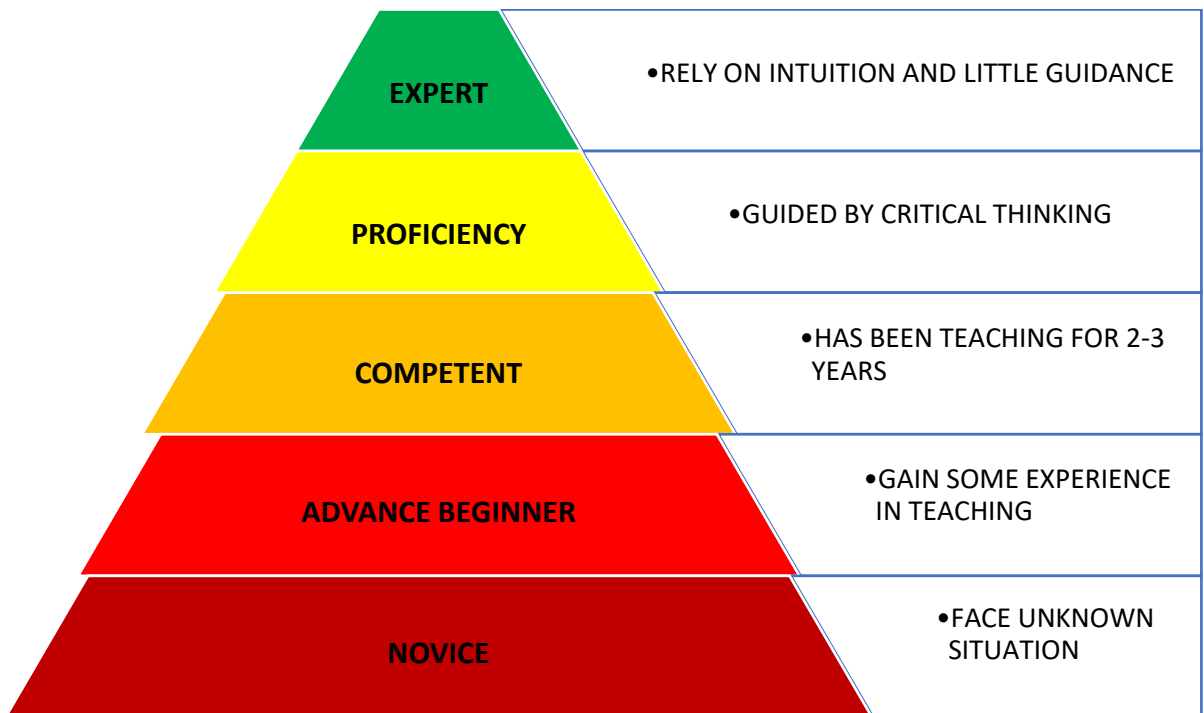 EXPERT
•RELY ON INTUITION AND LITTLE GUIDANCE
PROFICIENCY
•GUIDED BY CRITICAL THINKING
COMPETENT
•HAS BEEN TEACHING FOR 2-3
YEARS
ADVANCE BEGINNER
•GAIN SOME EXPERIENCE
IN TEACHING
NOVICE
•FACE UNKNOWN
SITUATION